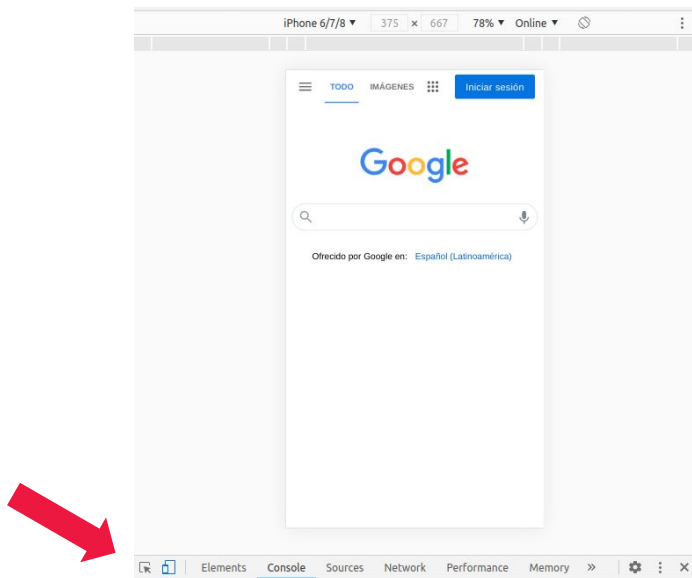 iPhone 6/7/8 ▼ 375 × 667 78% ▼ Online ▼
TODO IMÁGENES Iniciar sesión
Google
Ofrecido por Google en: Español (Latinoamérica)
Elements Console Sources Network Performance Memory »